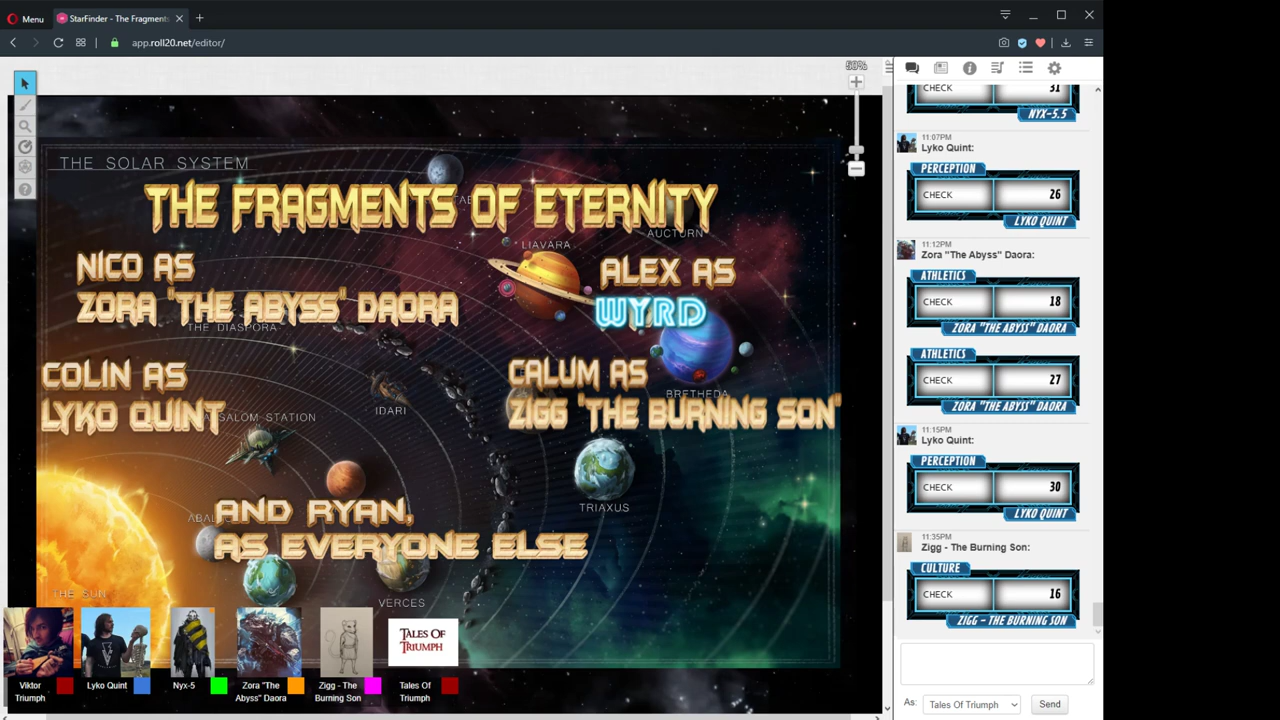 Menu
StarFinder - The Fragments
app.roll20.net/editor/
58%
THE SOLAR SYSTEM
THE FRAGMENTS OF ETERNITY
AUCTURN
LIAVARA
NICO AS
ZORA "THE ABYSS" DAORA
ALEX AS
WYRD
THE DIASPORA
COLIN AS
LYKO QUINT
CALUM AS
ZIGG "THE BURNING SON"
BRETHEDA
IDARI
SALOM STATION
TRIAXUS
AND RYAN,
AS EVERYONE ELSE
THE SUN
VERCES
TALES OF
TRIUMPH
Viktor
Triumph
Lyko Quint
Nyx-5
Zora "The
Abyss" Daora
Zigg - The
Burning Son
Tales Of
Triumph
CHECK 31
NYX-5.5
11:07PM
Lyko Quint:
PERCEPTION
CHECK 26
LYKO QUINT
11:12PM
Zora "The Abyss" Daora:
ATHLETICS
CHECK 18
ZORA "THE ABYSS" DAORA
ATHLETICS
CHECK 27
ZORA "THE ABYSS" DAORA
11:15PM
Lyko Quint:
PERCEPTION
CHECK 30
LYKO QUINT
11:35PM
Zigg - The Burning Son:
CULTURE
CHECK 16
ZIGG - THE BURNING SON
As:
Tales Of Triumph
Send